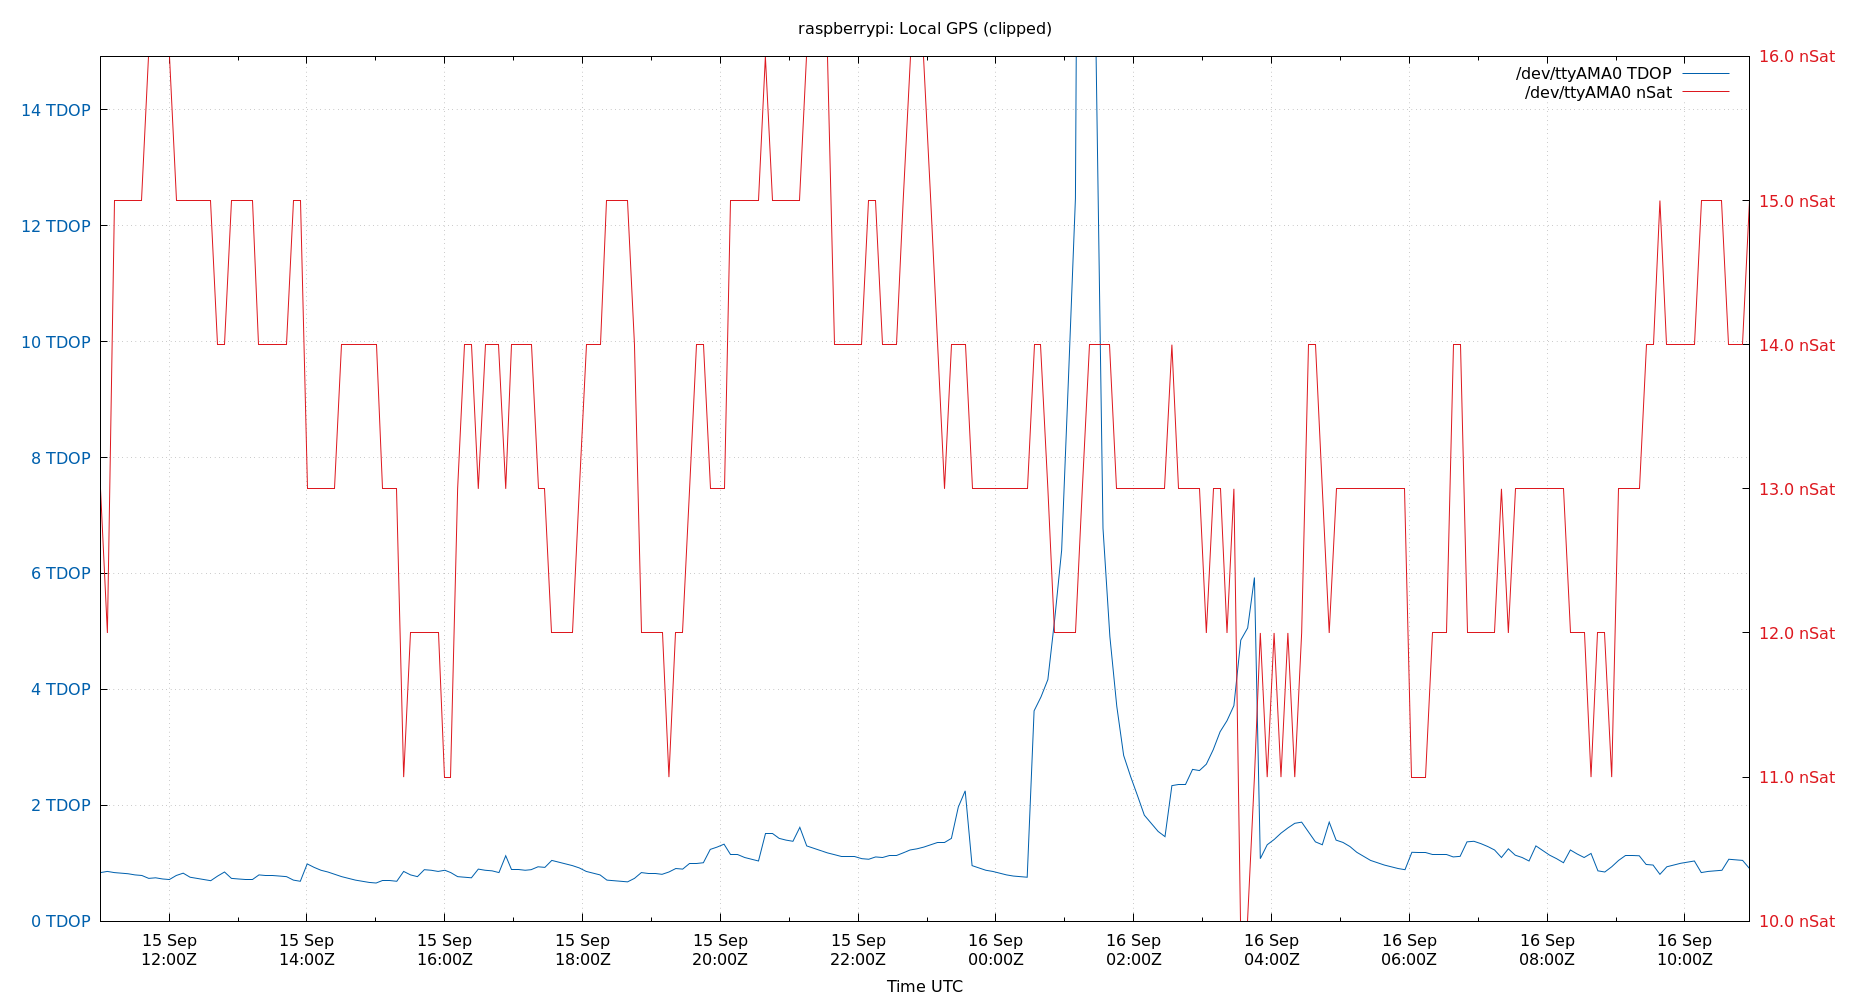 raspberrypi: Local GPS (clipped)
/dev/ttyAMA0 TDOP
/dev/ttyAMA0 nSat
14 TDOP
12 TDOP
10 TDOP
8 TDOP
6 TDOP
4 TDOP
2 TDOP
0 TDOP
16.0 nSat
15.0 nSat
14.0 nSat
13.0 nSat
12.0 nSat
11.0 nSat
10.0 nSat
15 Sep
12:00Z
15 Sep
14:00Z
15 Sep
16:00Z
15 Sep
18:00Z
15 Sep
20:00Z
15 Sep
22:00Z
16 Sep
00:00Z
16 Sep
02:00Z
16 Sep
04:00Z
16 Sep
06:00Z
16 Sep
08:00Z
16 Sep
10:00Z
Time UTC